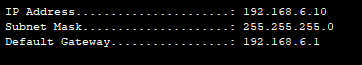 IP Address......................: 192.168.6.10
Subnet Mask.....................: 255.255.255.0
Default Gateway.................: 192.168.6.1